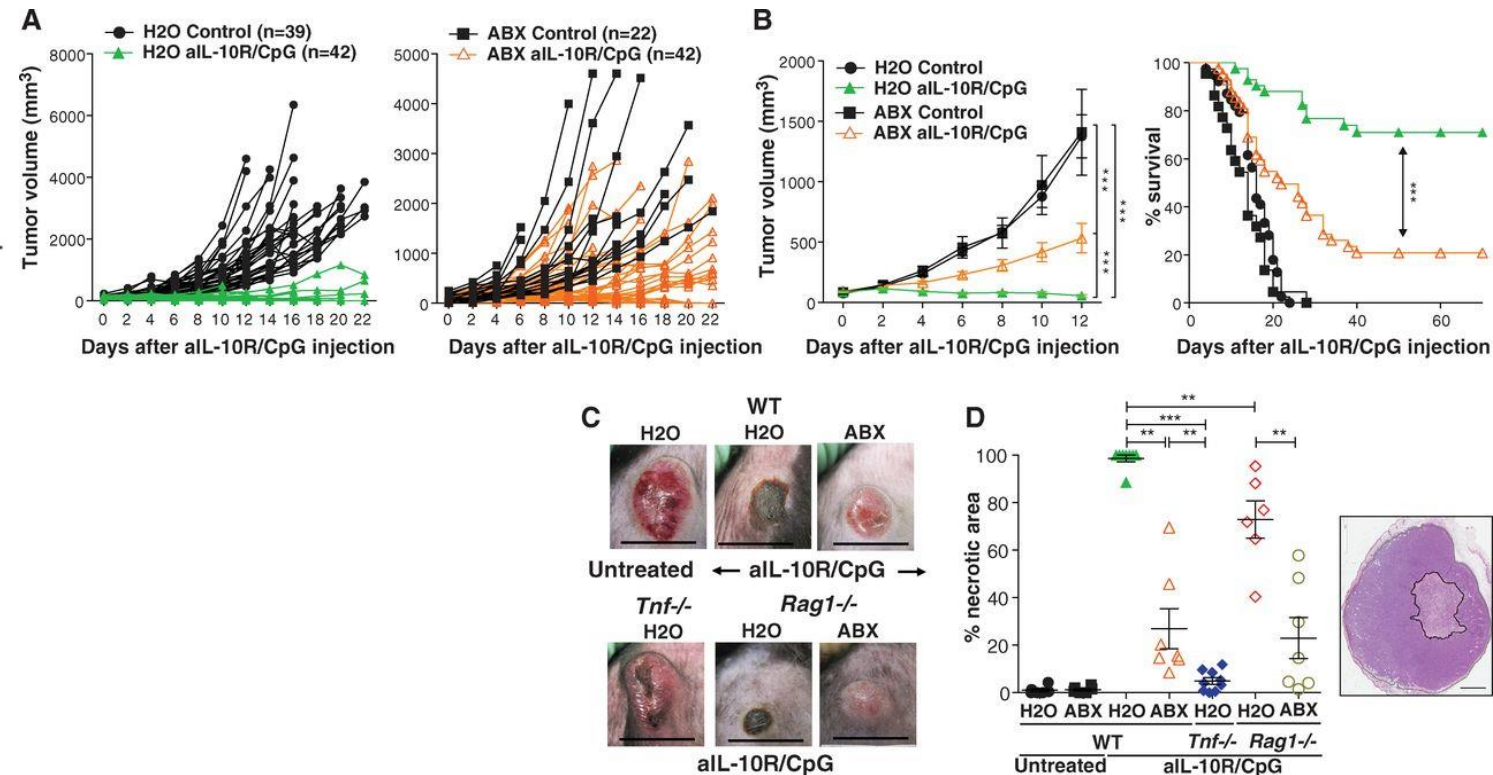 A
H2O Control (n=39)
H2O aIL-10R/CpG (n=42)
Tumor volume (mm3)
8000
6000
4000
2000
0
0 2 4 6 8 10 12 14 16 18 20 22
Days after aIL-10R/CpG injection
ABX Control (n=22)
ABX aIL-10R/CpG (n=42)
5000
4000
3000
2000
1000
0
0 2 4 6 8 10 12 14 16 18 20 22
Days after aIL-10R/CpG injection
B
H2O Control
H2O aIL-10R/CpG
ABX Control
ABX aIL-10R/CpG
Tumor volume (mm3)
2000
1500
1000
500
0
0 2 4 6 8 10 12
Days after aIL-10R/CpG injection
***
***
***
% survival
100
80
60
40
20
0
0 20 40 60
Days after aIL-10R/CpG injection
***
C
WT
H2O H2O ABX
Untreated aIL-10R/CpG
Tnf-/- Rag1-/-
H2O H2O ABX
aIL-10R/CpG
D
**
***
** ** **
% necrotic area
100
80
60
40
20
0
H2O ABX H2O ABX H2O H2O ABX
WT Tnf-/- Rag1-/-
Untreated aIL-10R/CpG